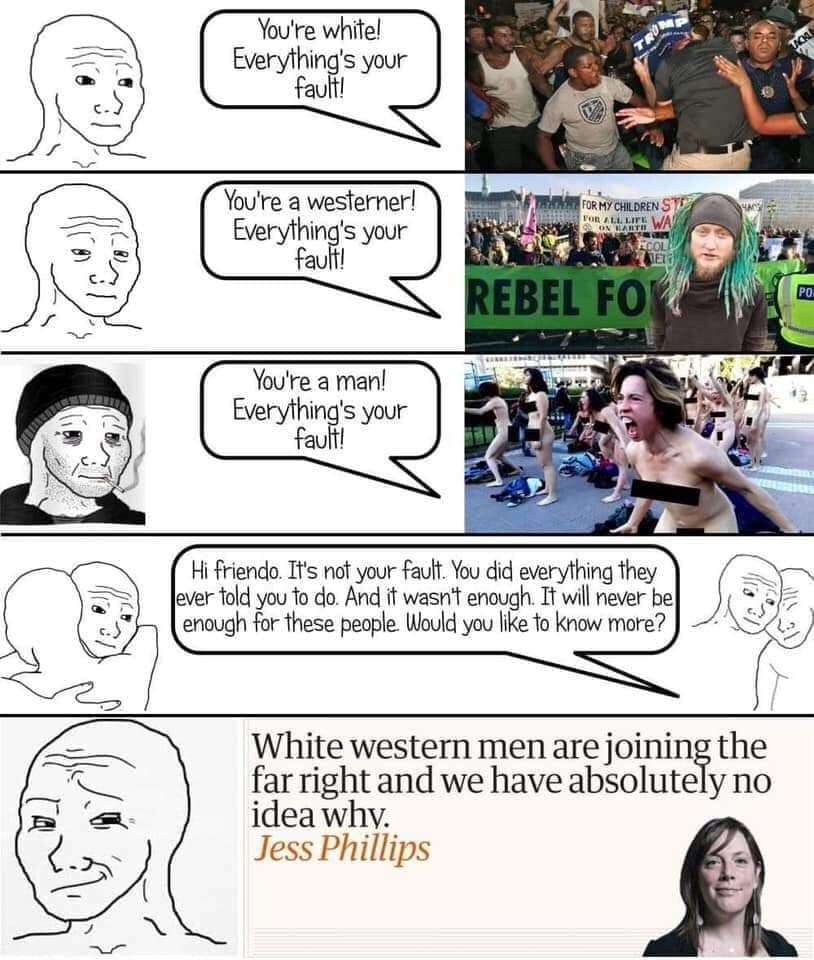 You're white!
Everything's your
fault!
TRUMP
You're a westerner!
Everything's your
fault!
FOR MY CHILDREN
FOR ALL LIFE
ON EARTH
REBEL FO
PO
You're a man!
Everything's your
fault!
Hi friendo. It's not your fault. You did everything they
ever told you to do. And it wasn't enough. It will never be
enough for these people. Would you like to know more?
White western men are joining the
far right and we have absolutely no
idea why.
Jess Phillips